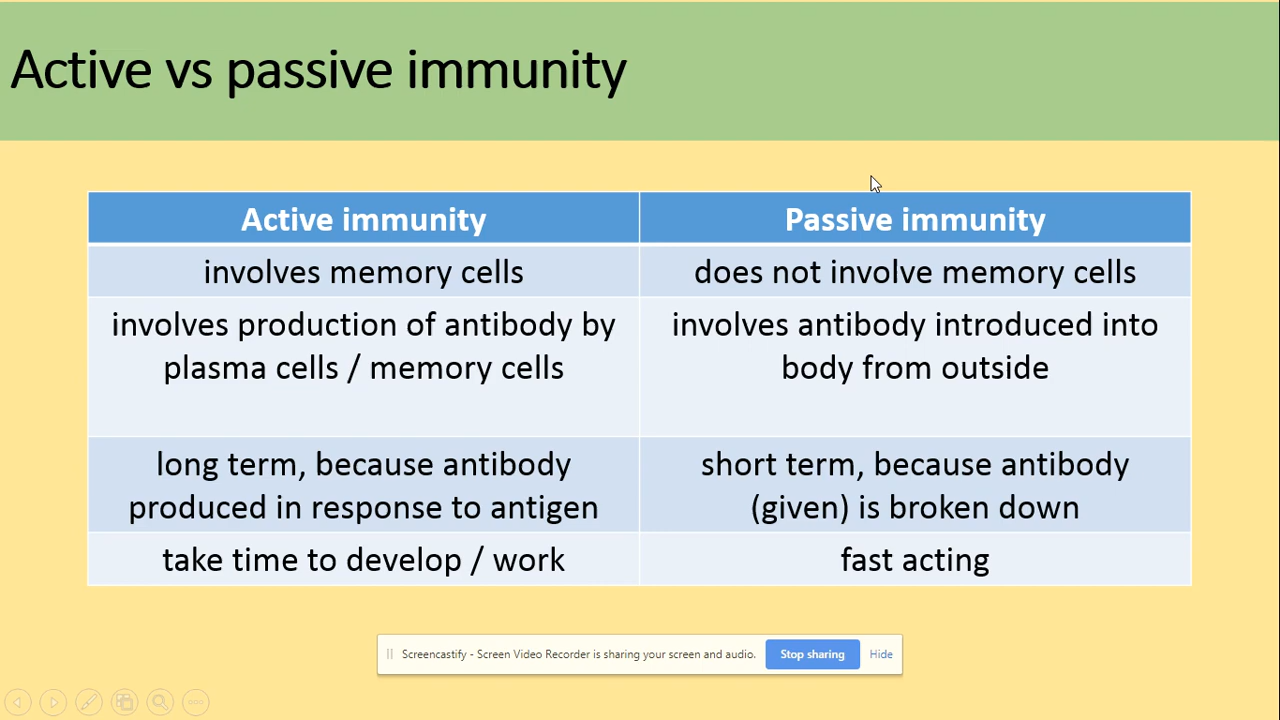 Active vs passive immunity
Active immunity
Passive immunity
involves memory cells
does not involve memory cells
involves production of antibody by
plasma cells / memory cells
involves antibody introduced into
body from outside
long term, because antibody
produced in response to antigen
short term, because antibody
(given) is broken down
take time to develop / work
fast acting
Screencastify - Screen Video Recorder is sharing your screen and audio.
Stop sharing
Hide